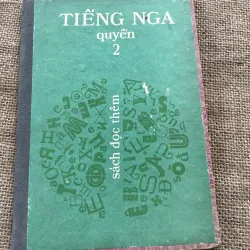 TIẾNG NGA
quyển
2
sách đọc thêm